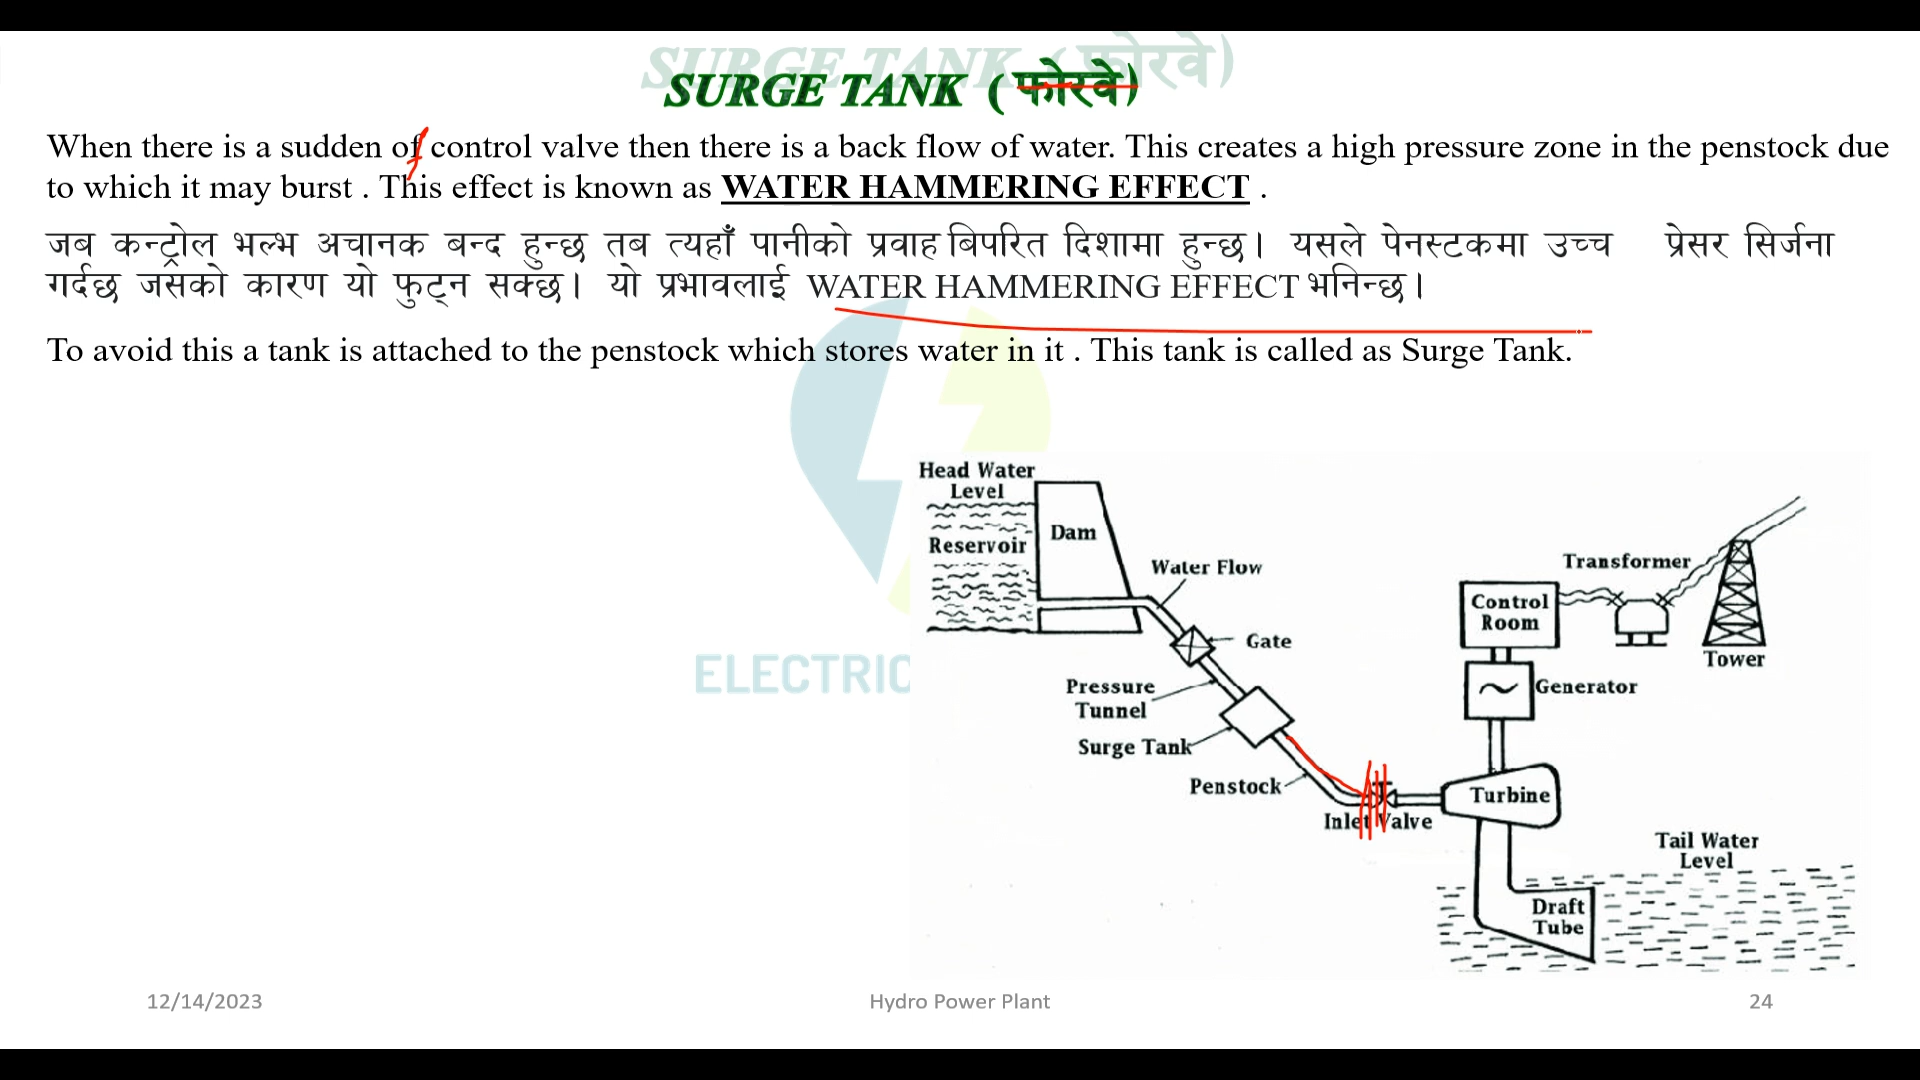 SURGE TANK (फोरवे)
SURGE TANK (फोरवे)
When there is a sudden of control valve then there is a back flow of water. This creates a high pressure zone in the penstock due
to which it may burst . This effect is known as WATER HAMMERING EFFECT .
जब कन्ट्रोल भल्भ अचानक बन्द हुन्छ तब त्यहाँ पानीको प्रवाह बिपरित दिशामा हुन्छ। यसले पेनस्टकमा उच्च प्रेसर सिर्जना
गर्दछ जसको कारण यो फुट्न सक्छ। यो प्रभावलाई WATER HAMMERING EFFECT भनिन्छ।
To avoid this a tank is attached to the penstock which stores water in it . This tank is called as Surge Tank.
Head Water
Level
Dam
Reservoir
Water Flow
Transformer
Control
Room
Gate
Tower
Pressure
Tunnel
Generator
ELECTRIC
Surge Tank
Penstock
Turbine
Inlet Valve
Tail Water
Level
Draft
Tube
12/14/2023
Hydro Power Plant
24